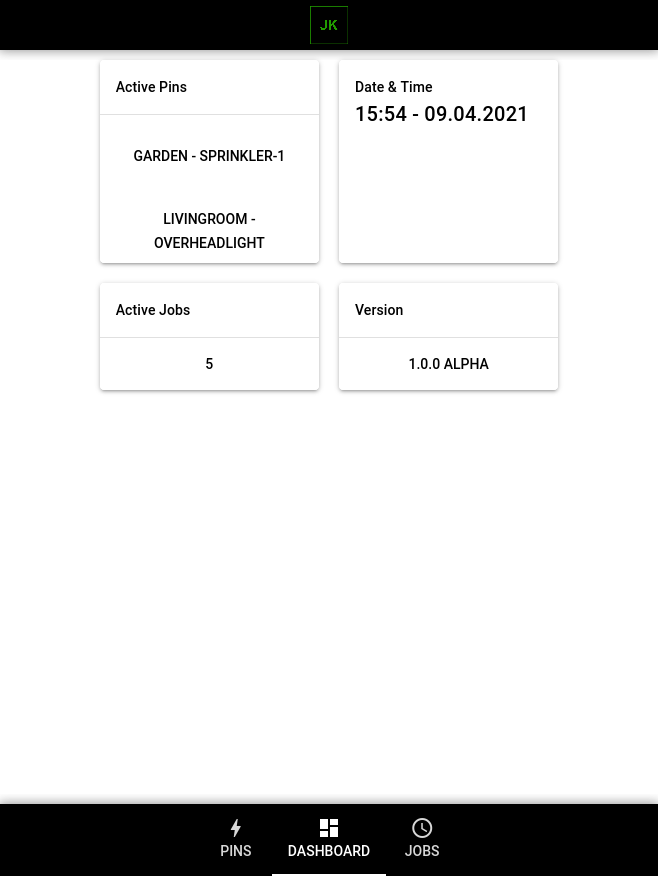 JK
Active Pins
GARDEN - SPRINKLER-1
LIVINGROOM -
OVERHEADLIGHT
Date & Time
15:54 - 09.04.2021
Active Jobs
5
Version
1.0.0 ALPHA
PINS
DASHBOARD
JOBS